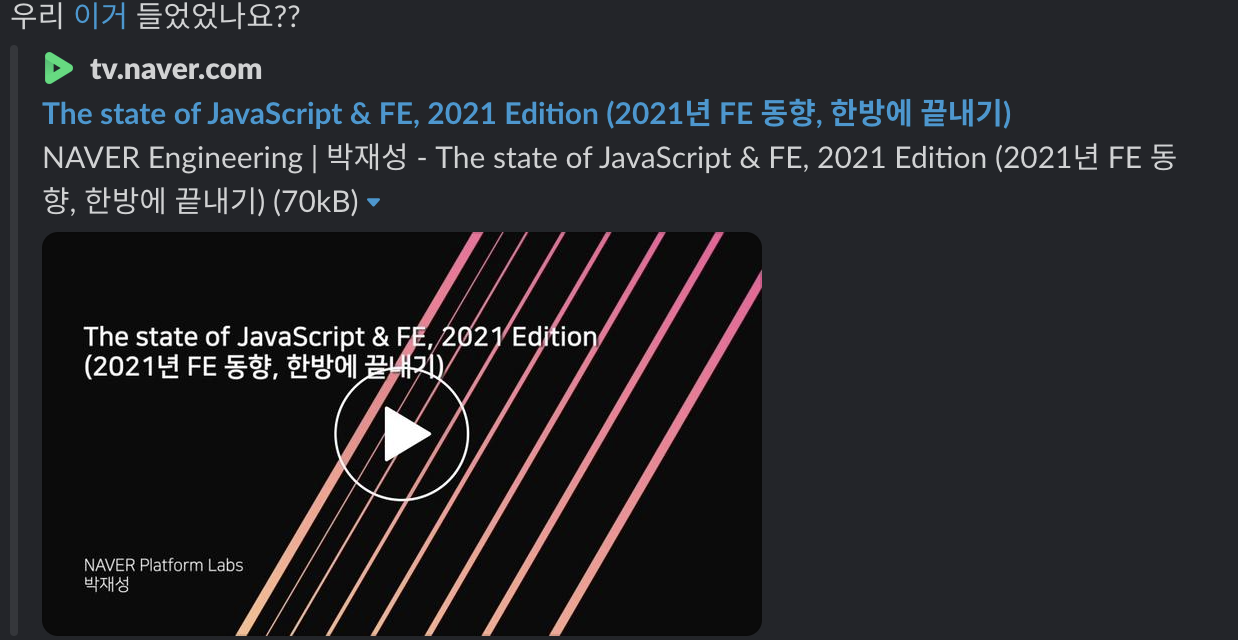 우리 이거 들었었나요??
tv.naver.com
The state of JavaScript & FE, 2021 Edition (2021년 FE 동향, 한방에 끝내기)
NAVER Engineering | 박재성 - The state of JavaScript & FE, 2021 Edition (2021년 FE 동
향, 한방에 끝내기) (70kB)
The state of JavaScript & FE, 2021 Edition
(2021년 FE 동향, 한방에 끝내기)
NAVER Platform Labs
박재성